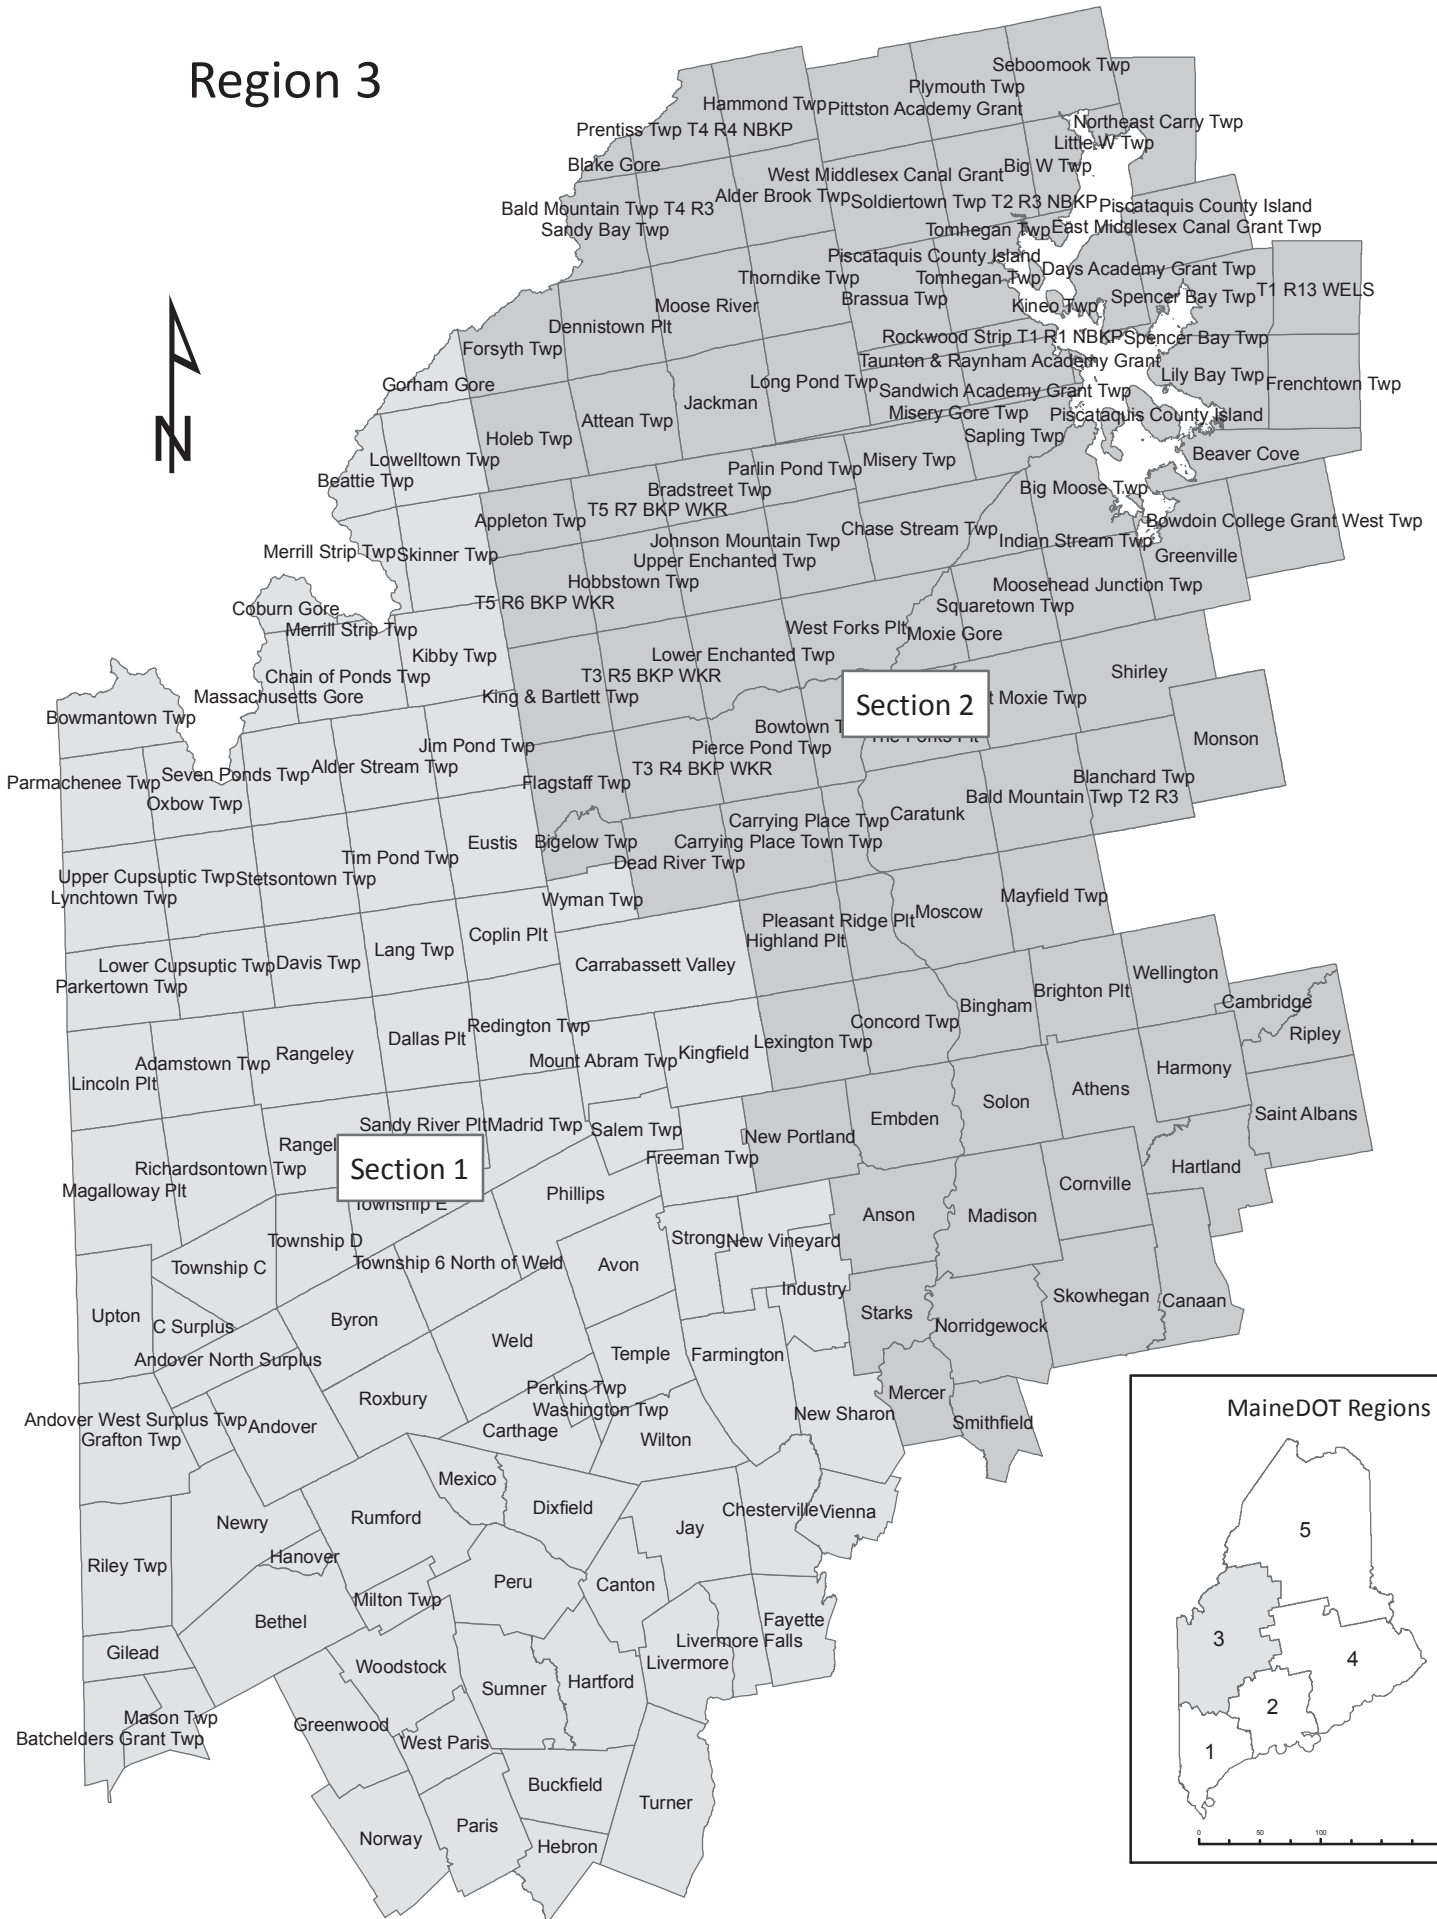 Region 3
Seboomook Twp
Plymouth Twp
Hammond Twp
Pittston Academy Grant
Prentiss Twp T4 R4 NBKP
Northeast Carry Twp
Little W Twp
Blake Gore
Big W Twp
West Middlesex Canal Grant
Alder Brook Twp
Soldiertown Twp T2 R3 NBKP
Bald Mountain Twp T4 R3
Sandy Bay Twp
Piscataquis County Island
Tomhegan Twp
East Middlesex Canal Grant Twp
Piscataquis County Island
Thorndike Twp
Tomhegan Twp
Days Academy Grant Twp
Brassua Twp
Moose River
Kineo Twp
Spencer Bay Twp
T1 R13 WELS
Dennistown Plt
Forsyth Twp
Rockwood Strip T1 R1 NBKP
Spencer Bay Twp
Taunton & Raynham Academy Grant
Gorham Gore
Long Pond Twp
Lily Bay Twp
Frenchtown Twp
Sandwich Academy Grant Twp
Jackman
Misery Gore Twp
Piscataquis County Island
Attean Twp
Holeb Twp
Sapling Twp
Lowelltown Twp
Parlin Pond Twp
Misery Twp
Beaver Cove
Beattie Twp
Bradstreet Twp
Big Moose Twp
T5 R7 BKP WKR
Appleton Twp
Chase Stream Twp
Bowdoin College Grant West Twp
Johnson Mountain Twp
Indian Stream Twp
Merrill Strip Twp
Skinner Twp
Upper Enchanted Twp
Greenville
Hobbstown Twp
Moosehead Junction Twp
T5 R6 BKP WKR
Squaretown Twp
Coburn Gore
Merrill Strip Twp
West Forks Plt
Moxie Gore
Kibby Twp
Lower Enchanted Twp
Chain of Ponds Twp
T3 R5 BKP WKR
Shirley
Massachusetts Gore
King & Bartlett Twp
Section 2
t Moxie Twp
Bowmantown Twp
Bowtown T
The Forks Plt
Monson
Jim Pond Twp
Pierce Pond Twp
Alder Stream Twp
T3 R4 BKP WKR
Seven Ponds Twp
Parmachenee Twp
Flagstaff Twp
Blanchard Twp
Oxbow Twp
Bald Mountain Twp T2 R3
Caratunk
Carrying Place Twp
Eustis
Bigelow Twp
Carrying Place Town Twp
Tim Pond Twp
Dead River Twp
Upper Cupsuptic Twp
Stetsontown Twp
Lynchtown Twp
Wyman Twp
Mayfield Twp
Moscow
Pleasant Ridge Plt
Coplin Plt
Highland Plt
Lang Twp
Lower Cupsuptic Twp
Davis Twp
Carrabassett Valley
Wellington
Parkertown Twp
Brighton Plt
Cambridge
Bingham
Redington Twp
Concord Twp
Ripley
Dallas Plt
Lexington Twp
Rangeley
Mount Abram Twp
Kingfield
Adamstown Twp
Harmony
Lincoln Plt
Athens
Solon
Saint Albans
Embden
Sandy River Plt
Madrid Twp
Salem Twp
New Portland
Rangel
Freeman Twp
Richardsontown Twp
Section 1
Hartland
Magalloway Plt
Phillips
Cornville
Township E
Anson
Madison
Township D
Strong
New Vineyard
Township C
Township 6 North of Weld
Avon
Industry
Skowhegan
Canaan
Upton
C Surplus
Byron
Starks
Norridgewock
Weld
Andover North Surplus
Temple
Farmington
Perkins Twp
Roxbury
Mercer
Washington Twp
New Sharon
Andover West Surplus Twp
Andover
Carthage
Smithfield
Grafton Twp
Wilton
Mexico
Dixfield
Chesterville
Vienna
Newry
Rumford
Jay
Hanover
Riley Twp
Peru
Canton
Milton Twp
Bethel
Fayette
Livermore Falls
Gilead
Livermore
Woodstock
Hartford
Sumner
Mason Twp
Greenwood
Batchelders Grant Twp
West Paris
Buckfield
Turner
Paris
Norway
Hebron
N
MaineDOT Regions
5
3
4
2
1
0 50 100